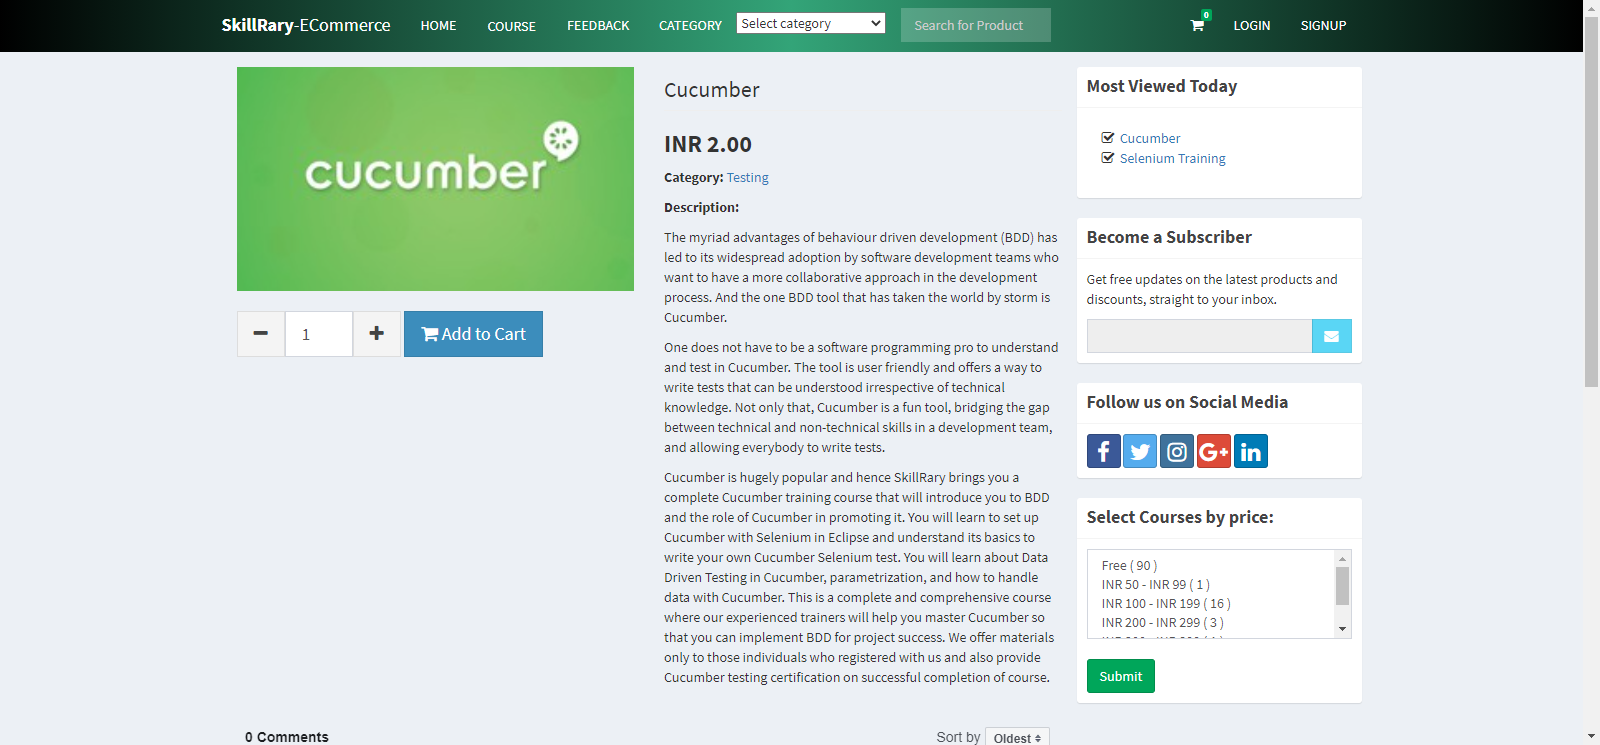 SkillRary-ECommerce HOME COURSE FEEDBACK CATEGORY Select category Search for Product 0 LOGIN SIGNUP
cucumber
1
Add to Cart
Cucumber
INR 2.00
Category: Testing
Description:
The myriad advantages of behaviour driven development (BDD) has
led to its widespread adoption by software development teams who
want to have a more collaborative approach in the development
process. And the one BDD tool that has taken the world by storm is
Cucumber.
One does not have to be a software programming pro to understand
and test in Cucumber. The tool is user friendly and offers a way to
write tests that can be understood irrespective of technical
knowledge. Not only that, Cucumber is a fun tool, bridging the gap
between technical and non-technical skills in a development team,
and allowing everybody to write tests.
Cucumber is hugely popular and hence SkillRary brings you a
complete Cucumber training course that will introduce you to BDD
and the role of Cucumber in promoting it. You will learn to set up
Cucumber with Selenium in Eclipse and understand its basics to
write your own Cucumber Selenium test. You will learn about Data
Driven Testing in Cucumber, parametrization, and how to handle
data with Cucumber. This is a complete and comprehensive course
where our experienced trainers will help you master Cucumber so
that you can implement BDD for project success. We offer materials
only to those individuals who registered with us and also provide
Cucumber testing certification on successful completion of course.
Most Viewed Today
Cucumber
Selenium Training
Become a Subscriber
Get free updates on the latest products and
discounts, straight to your inbox.
Follow us on Social Media
Select Courses by price:
Free ( 90 )
INR 50 - INR 99 ( 1 )
INR 100 - INR 199 ( 16 )
INR 200 - INR 299 ( 3 )
Submit
0 Comments
Sort by Oldest